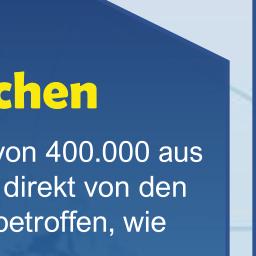 chen
von 400.000 aus
direkt von den
betroffen, wie